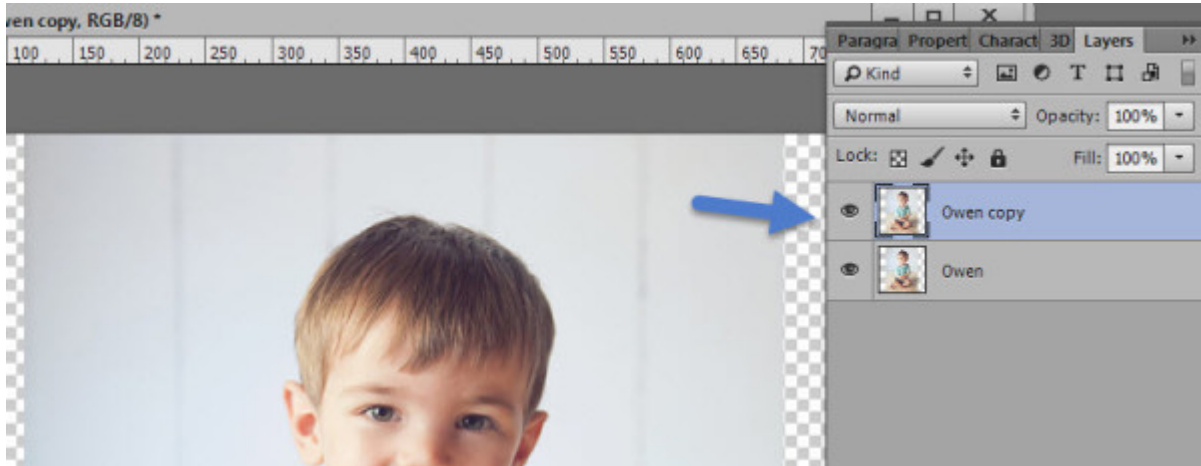 ven copy, RGB/8) *
100 150 200 250 300 350 400 450 500 550 600 650 70
Paragra Propert Charact 3D Layers
Kind
T
Normal Opacity: 100%
Lock: Fill: 100%
Owen copy
Owen